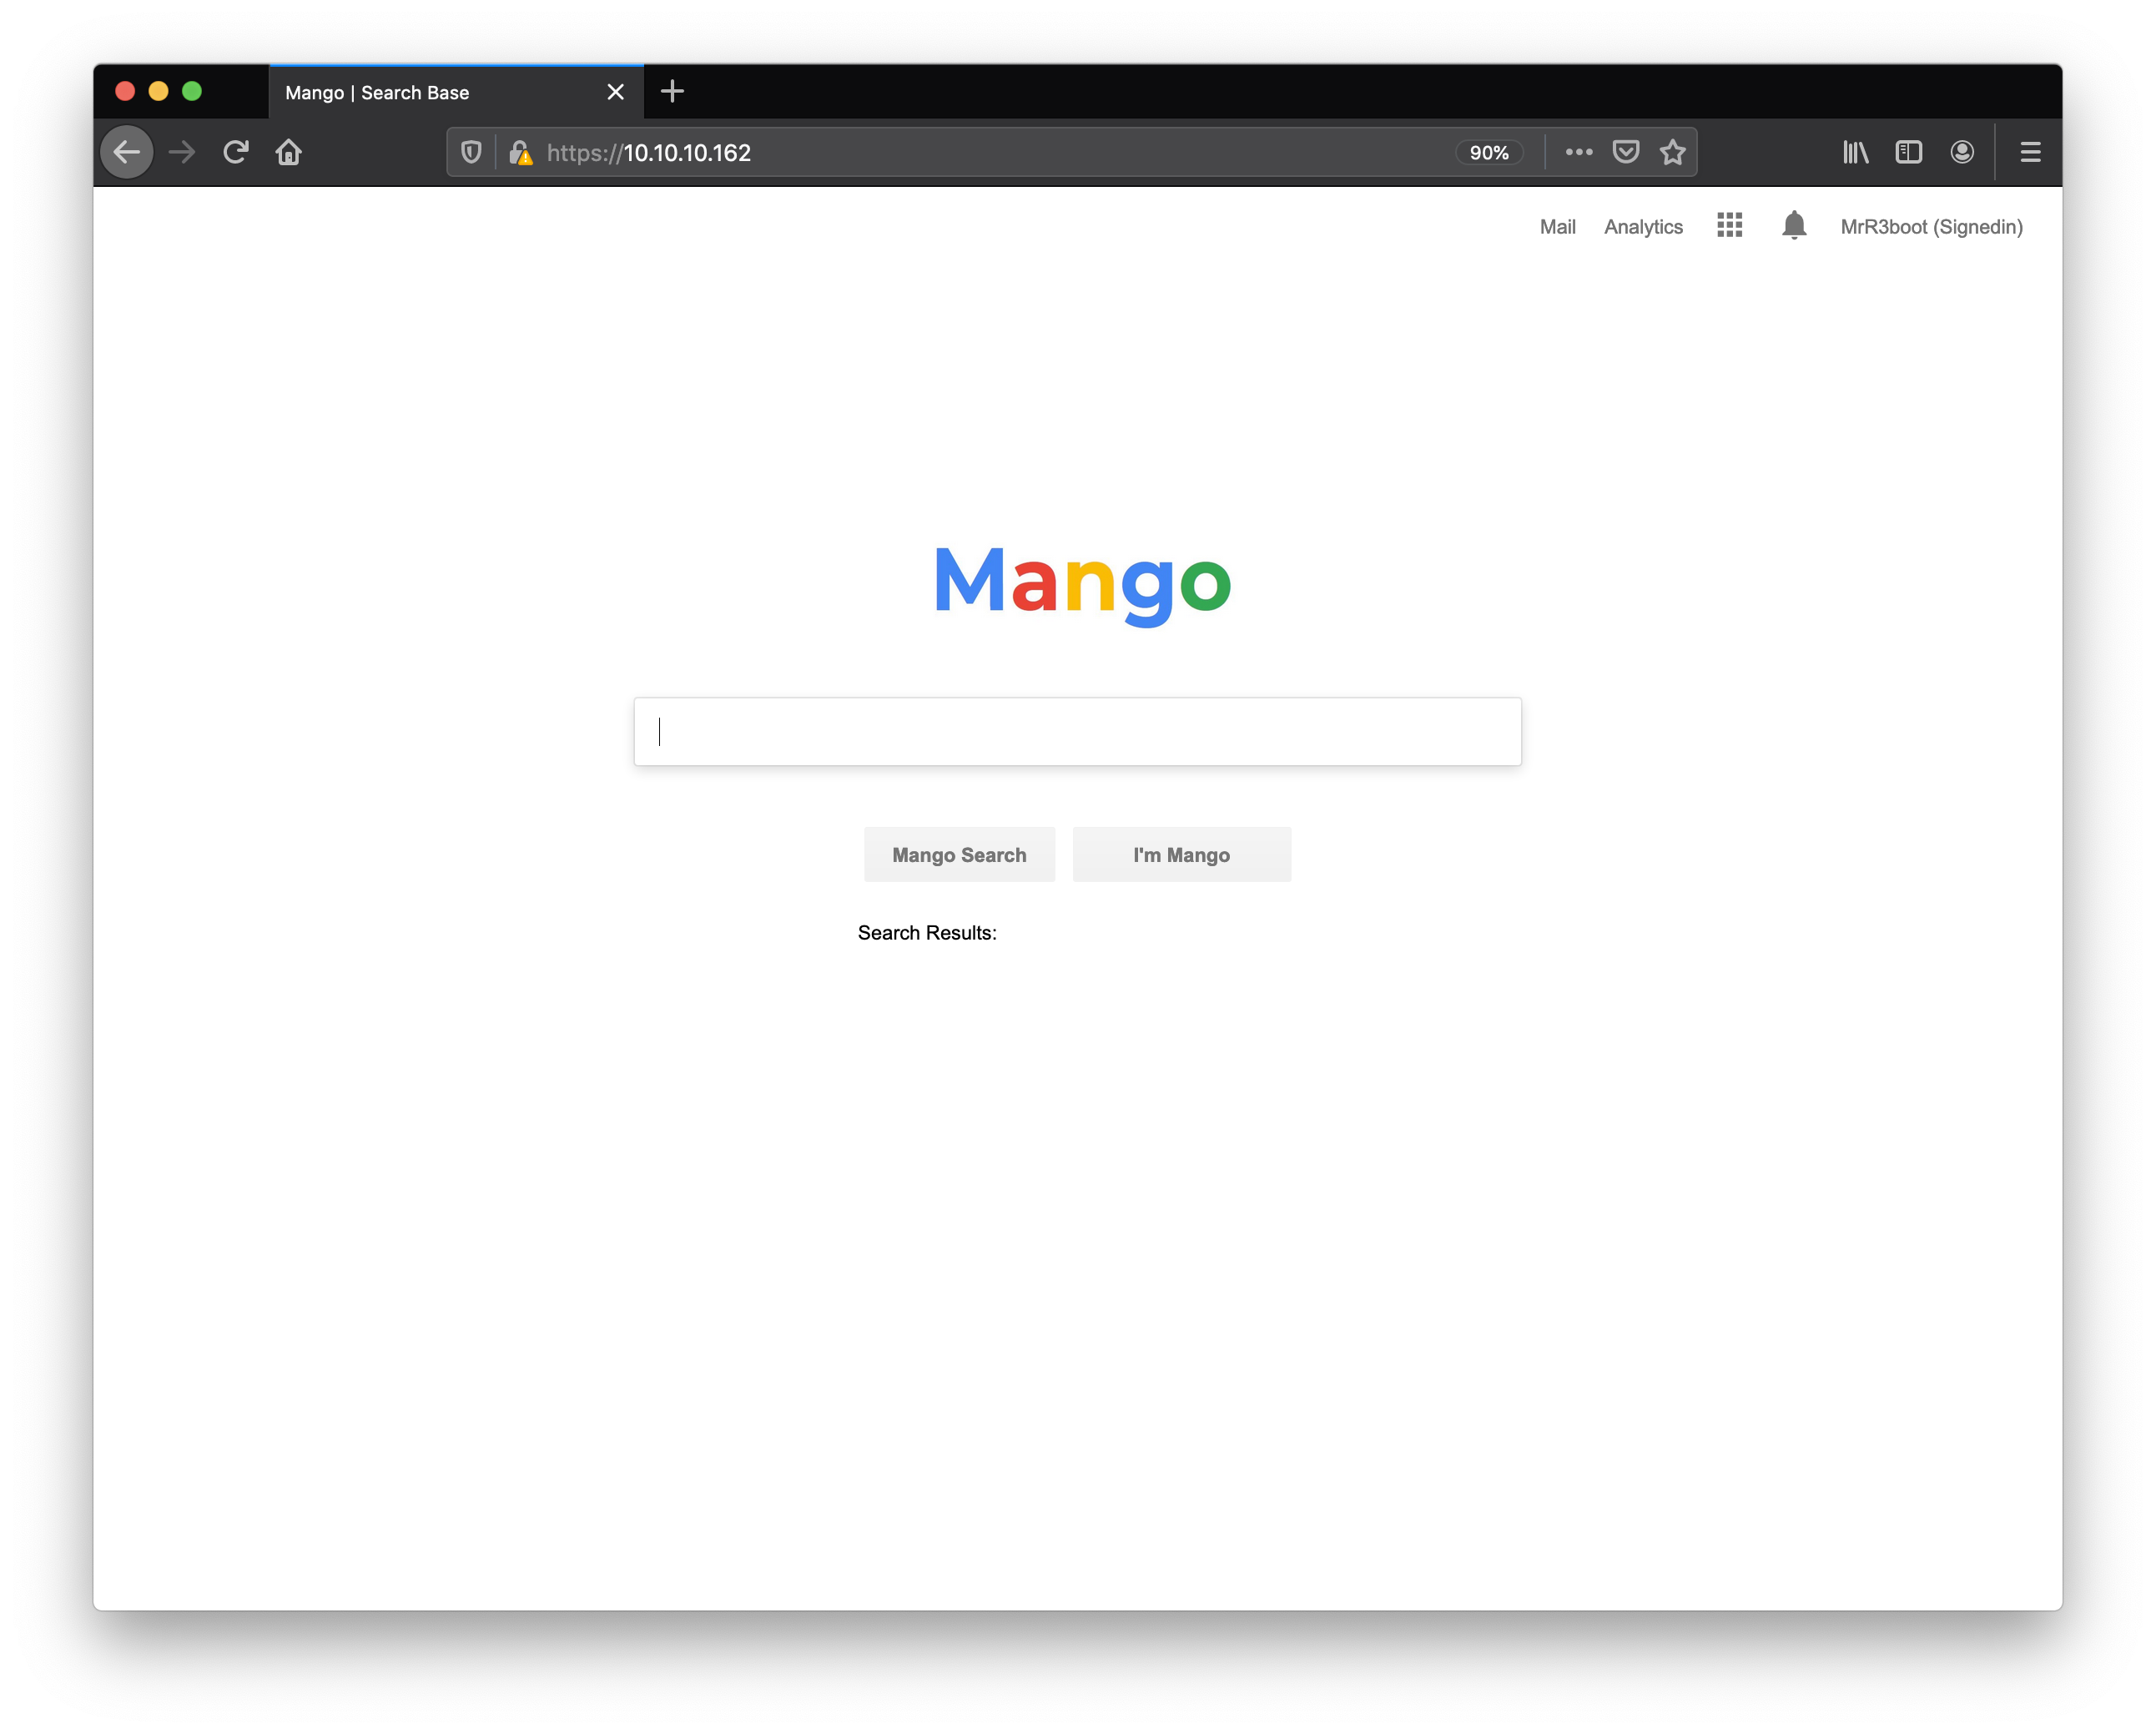 Mango | Search Base
https://10.10.10.162
90%
Mail Analytics MrR3boot (Signedin)
Mango
Mango Search I'm Mango
Search Results: